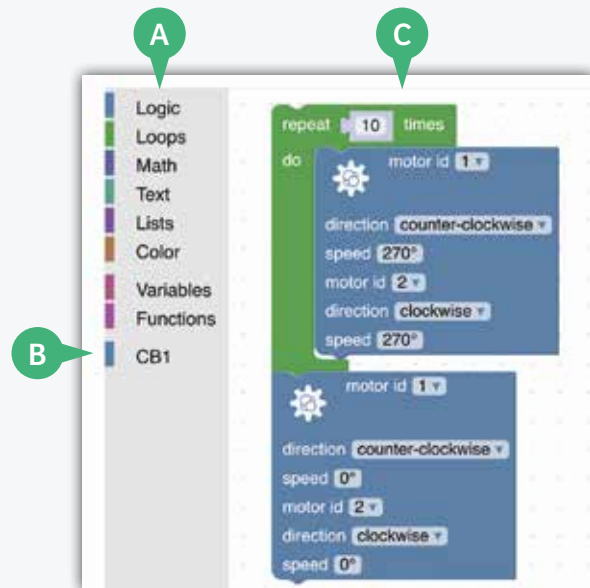 A
C
Logic
Loops
Math
Text
Lists
Color
Variables
Functions
B
CB1
repeat 10 times
do
motor id 1
direction counter-clockwise
speed 270°
motor id 2
direction clockwise
speed 270°
motor id 1
direction counter-clockwise
speed 0°
motor id 2
direction clockwise
speed 0°